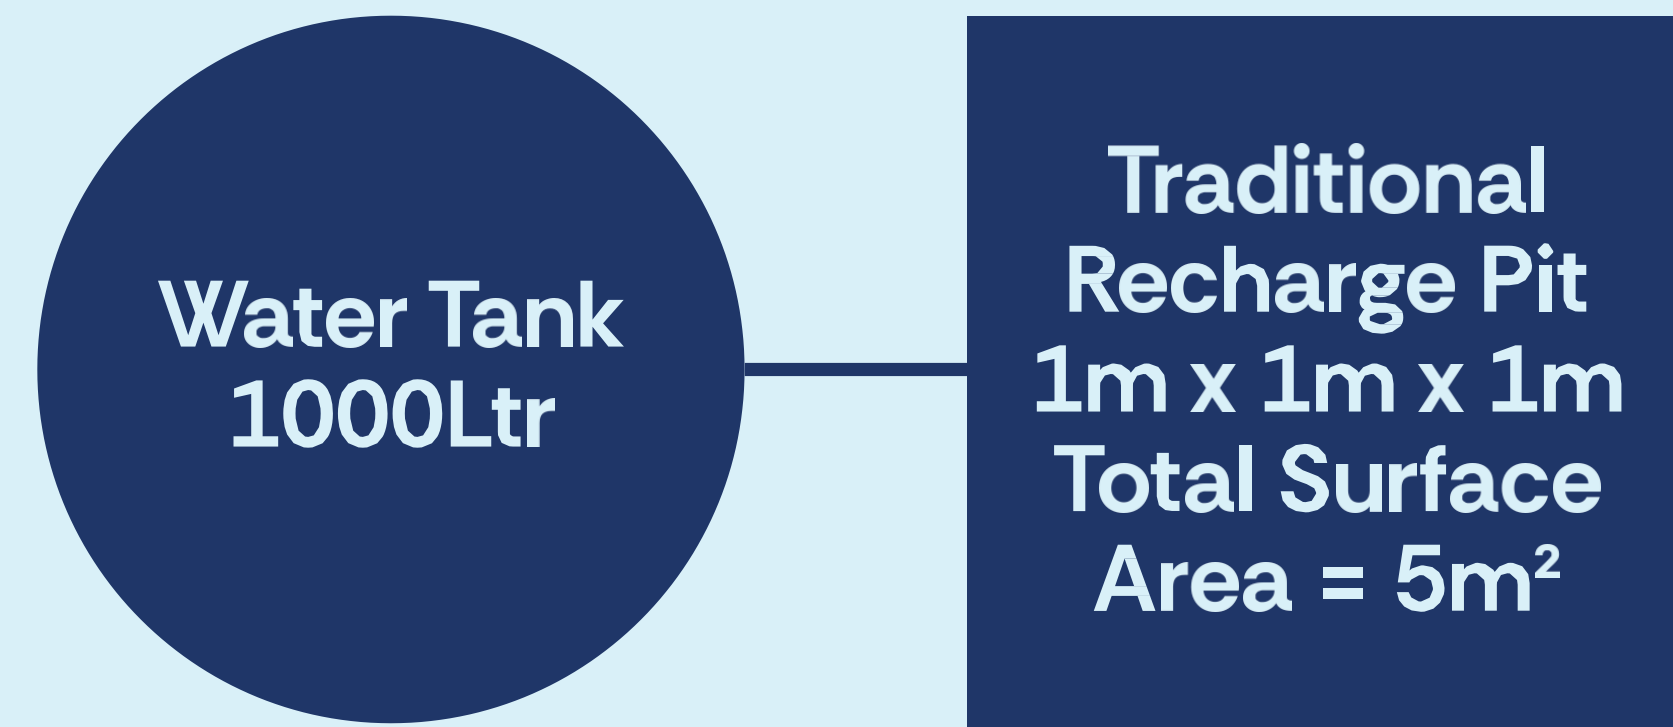 Water Tank
1000Ltr
Traditional
Recharge Pit
1m x 1m x 1m
Total Surface
Area = 5m²